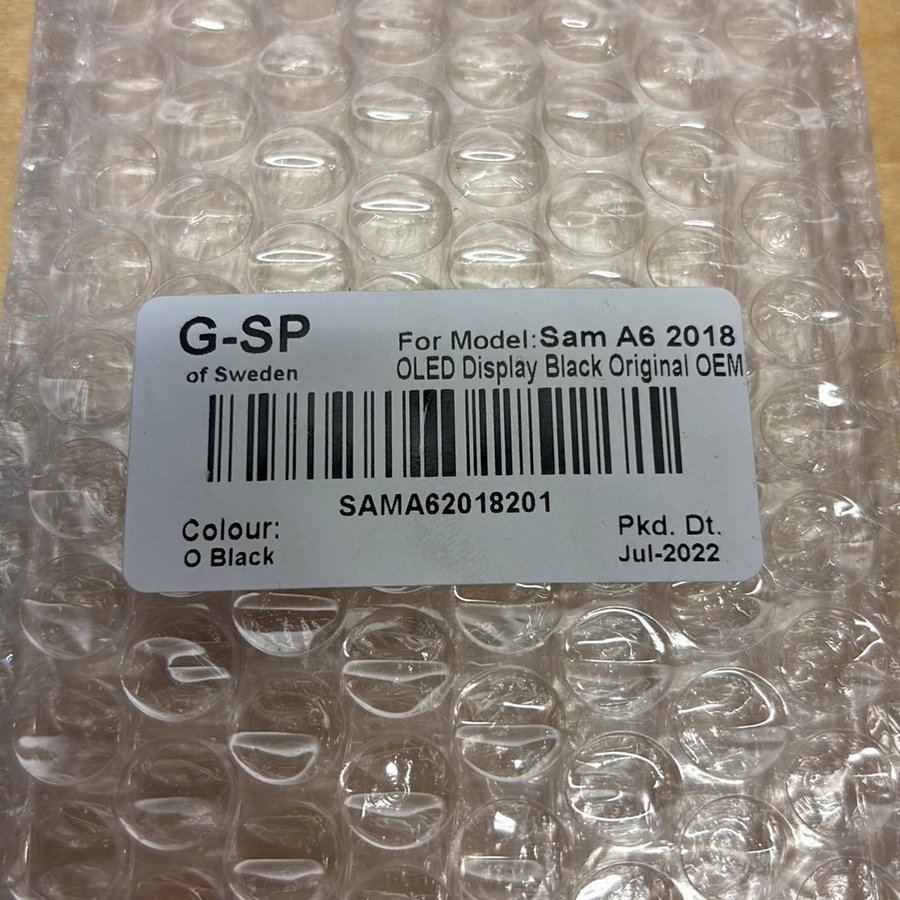 G-SP
of Sweden
For Model:Sam A6 2018
OLED Display Black Original OEM
SAMA62018201
Colour:
O Black
Pkd. Dt.
Jul-2022